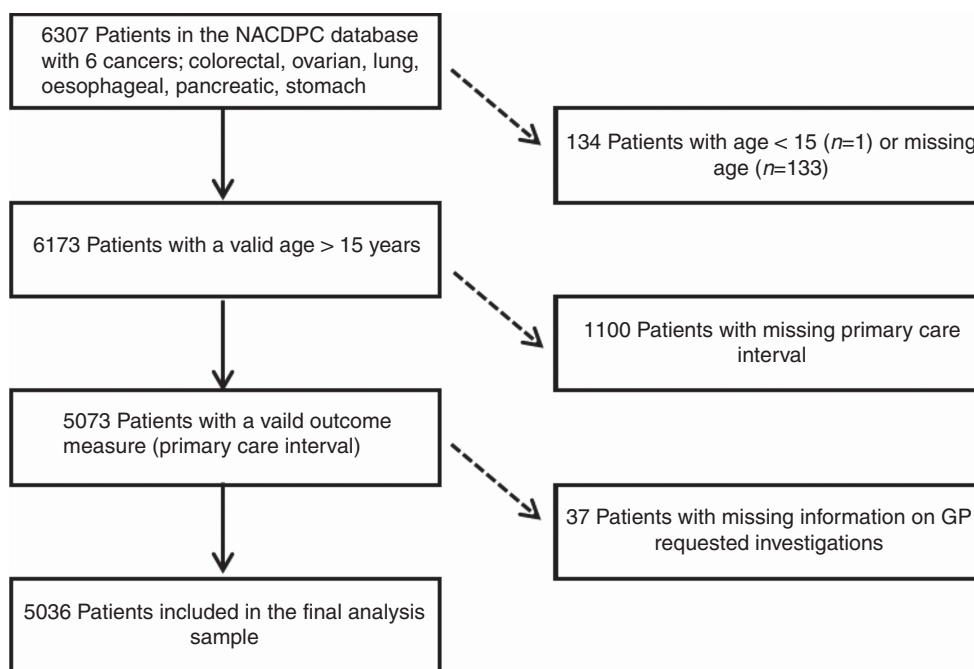 6307 Patients in the NACDPC database
with 6 cancers; colorectal, ovarian, lung,
oesophageal, pancreatic, stomach
134 Patients with age < 15 (n=1) or missing
age (n=133)
6173 Patients with a valid age > 15 years
1100 Patients with missing primary care
interval
5073 Patients with a vaild outcome
measure (primary care interval)
37 Patients with missing information on GP
requested investigations
5036 Patients included in the final analysis
sample